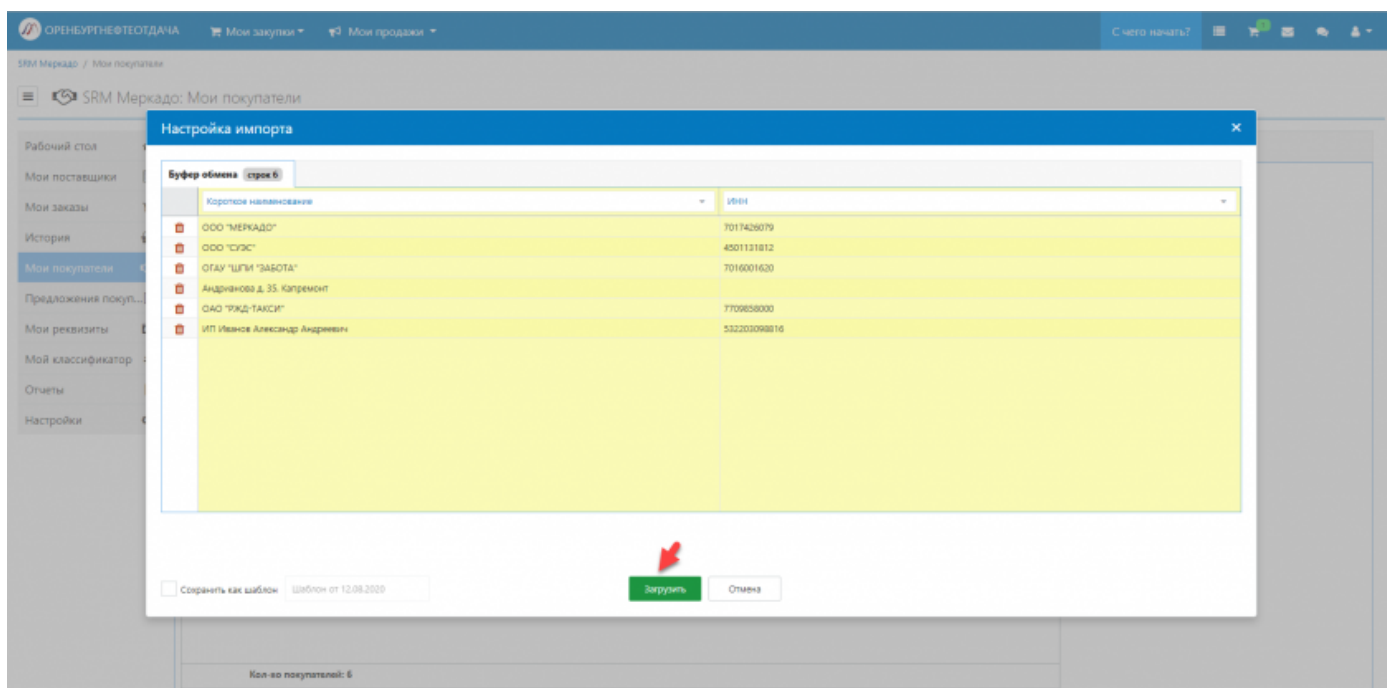 ОРЕНБУРГНЕФТЕОТДАЧА Мои закупки Мои продажи С чего начать? 1
SRM Меркадо / Мои покупатели
SRM Меркадо: Мои покупатели
Настройка импорта
Рабочий стол
Мои поставщики
Мои заказы
История
Мои покупатели
Предложения покуп...
Мои реквизиты
Мой классификатор
Отчеты
Настройки
Буфер обмена строк 6
Короткое наименование ИНН
ООО "МЕРКАДО" 7017426079
ООО "СУЭС" 4501131812
ОГАУ "ШПИ "ЗАБОТА" 7016001620
Андрианова д. 35. Капремонт
ОАО "РЖД-ТАКСИ" 7709858000
ИП Иванов Александр Андреевич 532203098816
Сохранить как шаблон Шаблон от 12.08.2020 Загрузить Отмена
Кол-во покупателей: 6